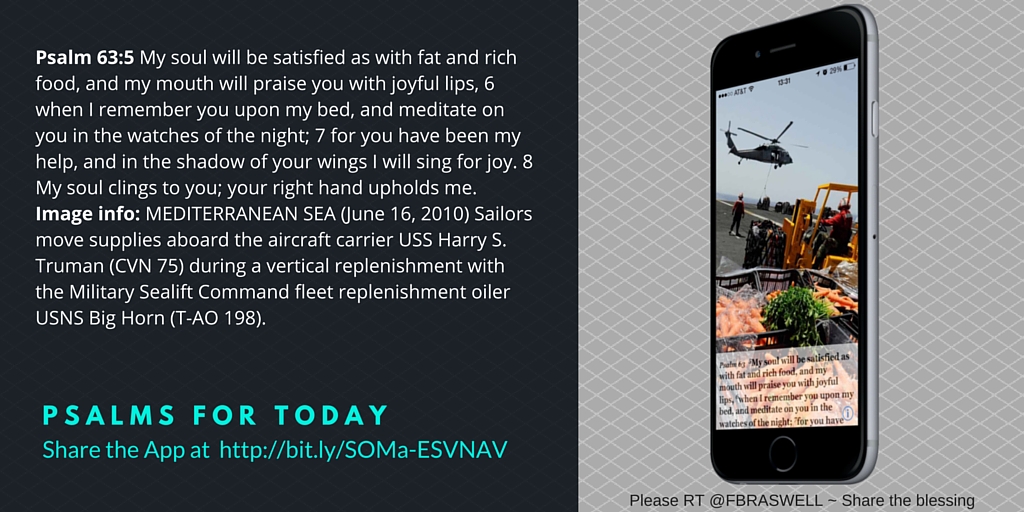 Psalm 63:5 My soul will be satisfied as with fat and rich
food, and my mouth will praise you with joyful lips, 6
when I remember you upon my bed, and meditate on
you in the watches of the night; 7 for you have been my
help, and in the shadow of your wings I will sing for joy. 8
My soul clings to you; your right hand upholds me.
Image info: MEDITERRANEAN SEA (June 16, 2010) Sailors
move supplies aboard the aircraft carrier USS Harry S.
Truman (CVN 75) during a vertical replenishment with
the Military Sealift Command fleet replenishment oiler
USNS Big Horn (T-AO 198).
PSALMS FOR TODAY
Share the App at http://bit.ly/SOMa-ESVNAV
AT&T 13:31 29%
Psalm 63 5My soul will be satisfied as
with fat and rich food, and my
mouth will praise you with joyful
lips, 6when I remember you upon my
bed, and meditate on you in the
watches of the night; 7for you have
i
Please RT @FBRASWELL ~ Share the blessing